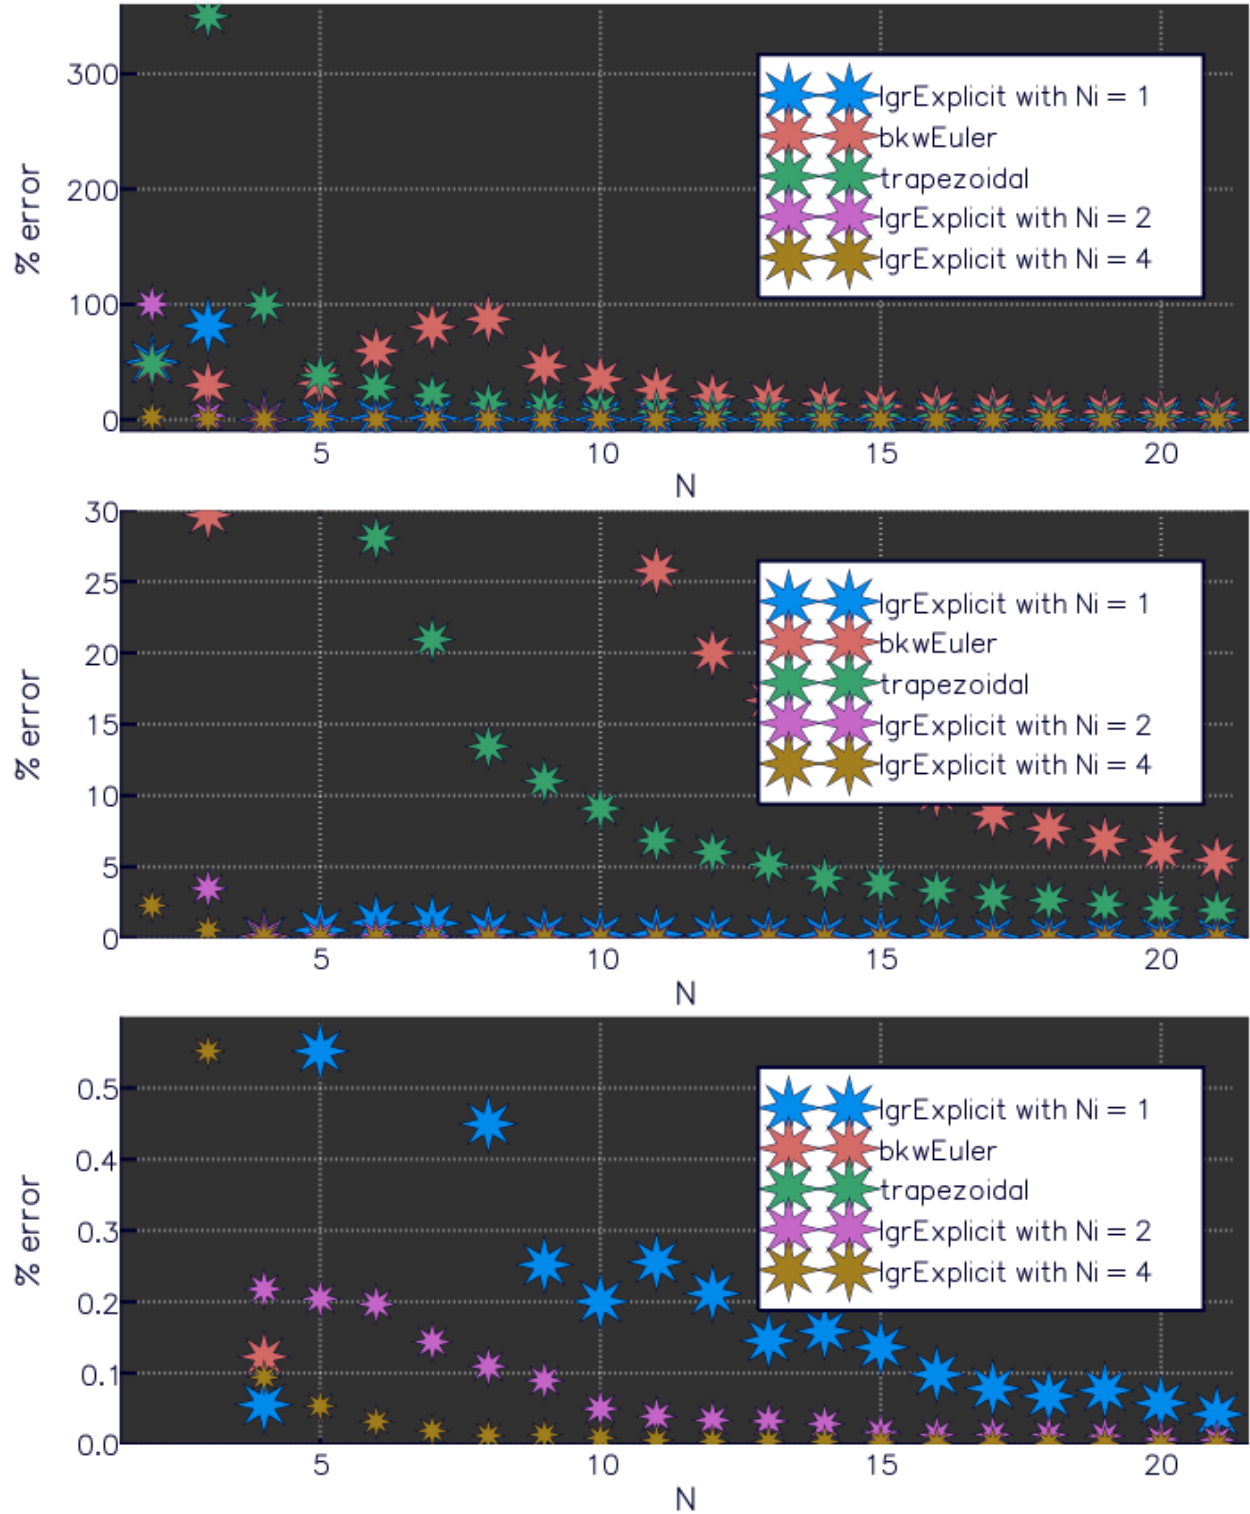 300
200
100
0
% error
lgrExplicit with Ni = 1
bkwEuler
trapezoidal
lgrExplicit with Ni = 2
lgrExplicit with Ni = 4
5 10 15 20
N
30
25
20
15
10
5
0
% error
lgrExplicit with Ni = 1
bkwEuler
trapezoidal
lgrExplicit with Ni = 2
lgrExplicit with Ni = 4
5 10 15 20
N
0.5
0.4
0.3
0.2
0.1
0.0
% error
lgrExplicit with Ni = 1
bkwEuler
trapezoidal
lgrExplicit with Ni = 2
lgrExplicit with Ni = 4
5 10 15 20
N